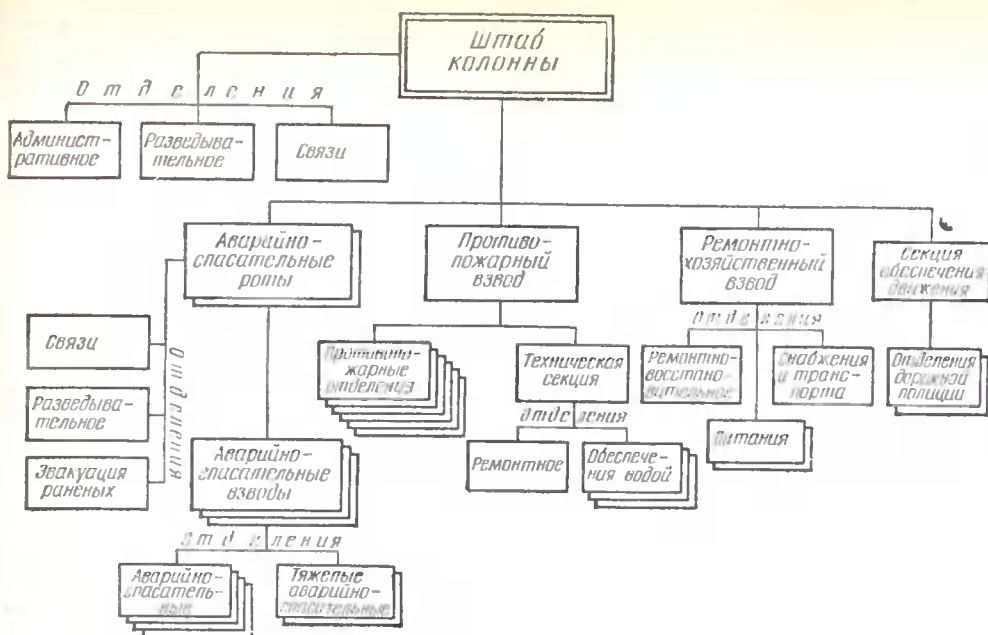 Штаб
колонны
Отделения
Админист-
ративное
Разведыва-
тельное
Связи
Аварийно-
спасательные
роты
Противо-
пожарный
взвод
Ремонтно-
хозяйственный
взвод
Секция
обеспечения
движения
Отделения
Связи
Разведыва-
тельное
Эвакуация
раненых
Противопо-
жарные
отделения
Техническая
секция
Отделения
Ремонтно-
восстано-
вительное
Снабжения
и транс-
порта
Отделения
дорожной
полиции
Отделения
Ремонтное
Обеспече-
ния водой
Питания
Аварийно-
спасательные
взводы
Отделения
Аварийно-
спасатель-
ные
Тяжелые
аварийно-
спасательные